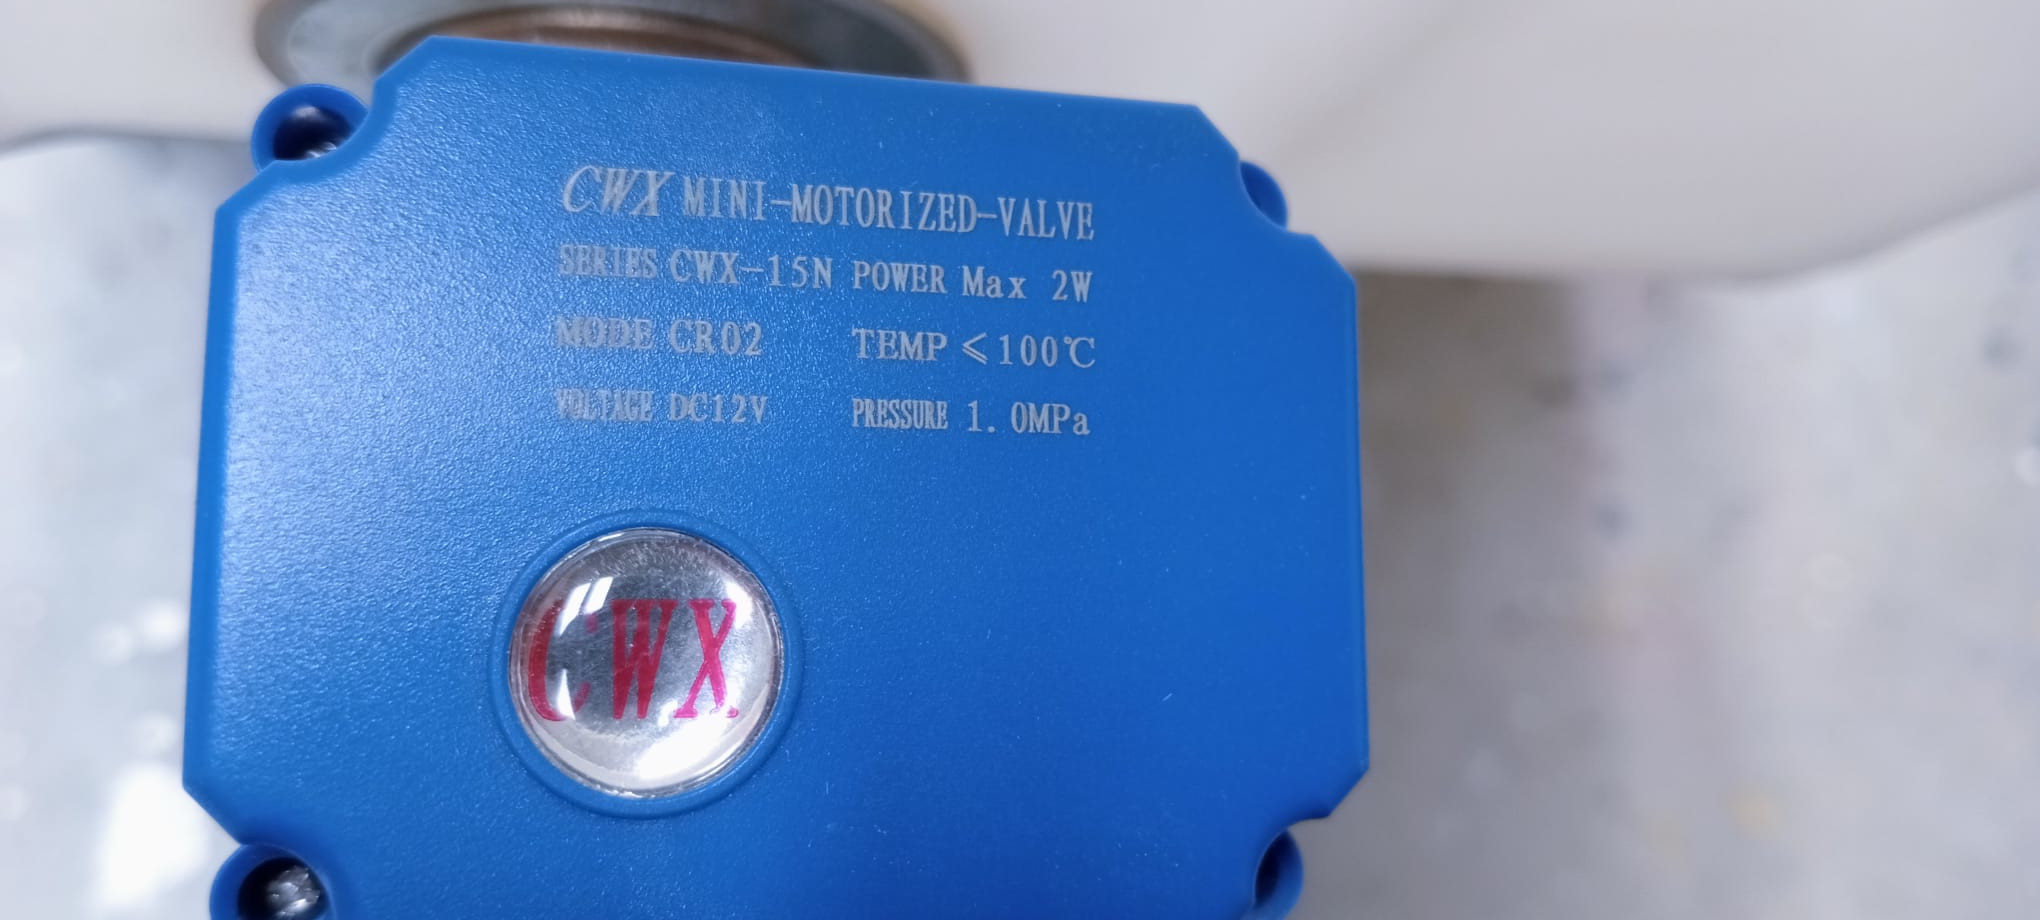 CWX MINI-MOTORIZED-VALVE
SERIES CWX-15N POWER Max 2W
MODE CR02 TEMP ≤100℃
VOLTAGE DC12V PRESSURE 1.0MPa
CWX